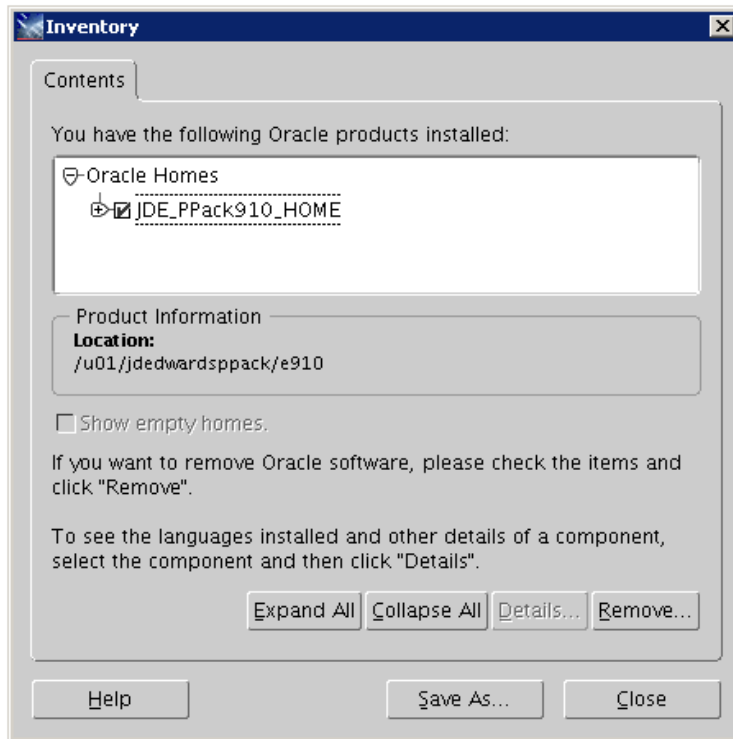 Inventory
Contents
You have the following Oracle products installed:
Oracle Homes
JDE_PPack910_HOME
Product Information
Location:
/u01/jdedwardsppack/e910
Show empty homes.
If you want to remove Oracle software, please check the items and
click "Remove".
To see the languages installed and other details of a component,
select the component and then click "Details".
Expand All Collapse All Details... Remove...
Help Save As... Close